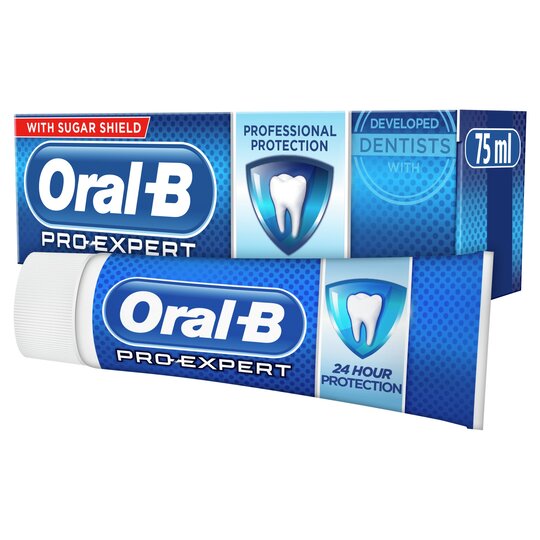 WITH SUGAR SHIELD
Oral-B
PRO-EXPERT
PROFESSIONAL
PROTECTION
DEVELOPED
DENTISTS
WITH
75 ml
Oral-B
PRO-EXPERT
24 HOUR
PROTECTION